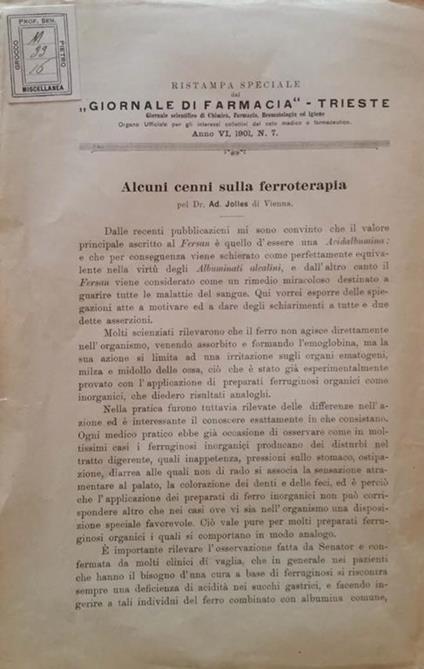 PROF. SEN.
GROCCO
PIETRO
MISCELLANEA
RISTAMPA SPECIALE
dal
„GIORNALE DI FARMACIA“ - TRIESTE
Giornale scientifico di Chimica, Farmacia, Bromatologia ed Igiene
Organo Ufficiale per gli interessi collettivi del ceto medico e farmaceutico.
Anno VI, 1901, N. 7.
Alcuni cenni sulla ferroterapia
pel Dr. Ad. Jolles di Vienna.
Dalle recenti pubblicazioni mi sono convinto che il valore
principale ascritto al Fersan è quello d'essere una Acidalbumina;
e che per conseguenza viene schierato come perfettamente equiva-
lente nella virtù degli Albuminati alcalini, e dall'altro canto il
Fersan viene considerato come un rimedio miracoloso destinato a
guarire tutte le malattie del sangue. Qui vorrei esporre delle spie-
gazioni atte a motivare ed a dare degli schiarimenti a tutte e due
dette asserzioni.
Molti scienziati rilevarono che il ferro non agisce direttamente
nell'organismo, venendo assorbito e formando l'emoglobina, ma la
sua azione si limita ad una irritazione sugli organi ematogeni,
milza e midollo delle ossa, ciò che è stato già esperimentalmente
provato con l'applicazione di preparati ferruginosi organici come
inorganici, che diedero risultati analoghi.
Nella pratica furono tuttavia rilevate delle differenze nell'a-
zione ed è interessante il conoscere esattamente in che consistano.
Ogni medico pratico ebbe già occasione di osservare come in mol-
tissimi casi i ferruginosi inorganici producano dei disturbi nel
tratto digerente, quali inappetenza, pressioni sullo stomaco, ostipa-
zione, diarrea alle quali non di rado si associa la sensazione atra-
mentare al palato, la colorazione dei denti e delle feci, ed è perciò
che l'applicazione dei preparati di ferro inorganici non può corri-
spondere altro che nei casi ove vi sia nell'organismo una disposi-
zione speciale favorevole. Ciò vale pure per molti preparati ferru-
ginosi organici i quali si comportano in modo analogo.
È importante rilevare l'osservazione fatta da Senator e con-
fermata da molti clinici di vaglia, che in generale nei pazienti
che hanno il bisogno d'una cura a base di ferruginosi si riscontra
sempre una deficienza di acidità nei succhi gastrici, e facendo in-
gerire a tali individui del ferro combinato con albumina comune,